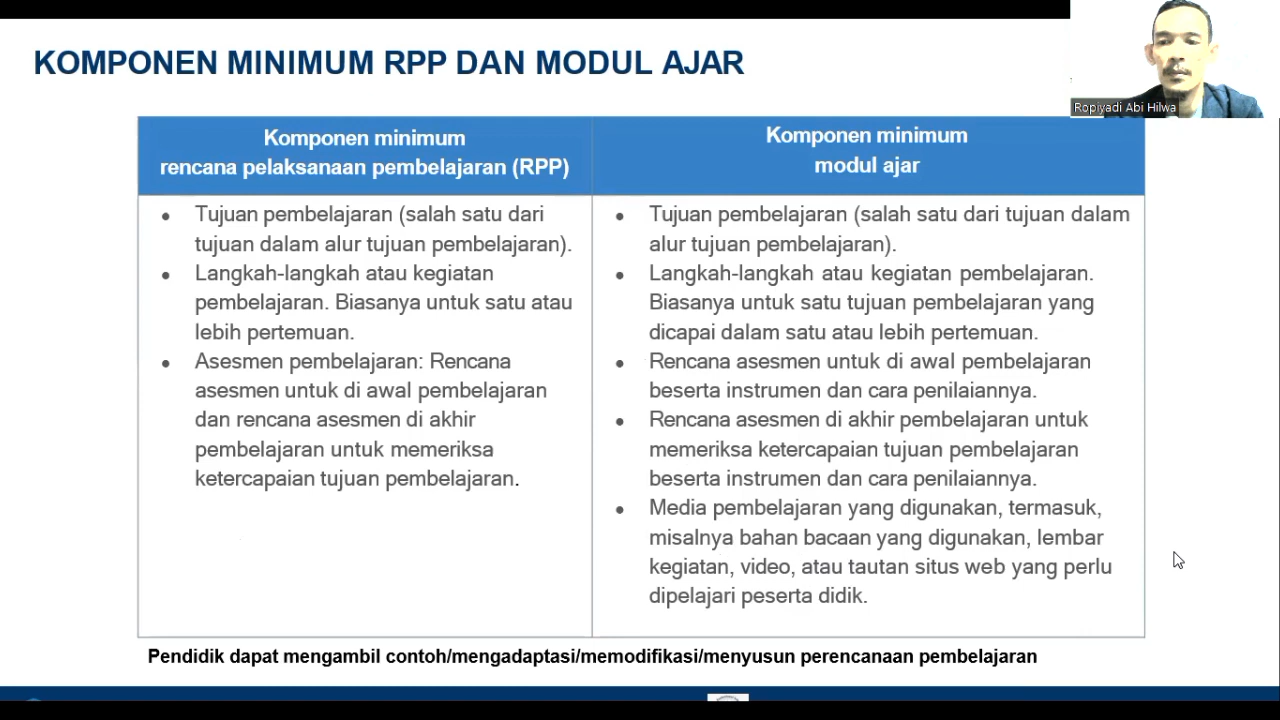 KOMPONEN MINIMUM RPP DAN MODUL AJAR
Ropiyadi Abi Hilwa
Komponen minimum
rencana pelaksanaan pembelajaran (RPP)
Komponen minimum
modul ajar
● Tujuan pembelajaran (salah satu dari
tujuan dalam alur tujuan pembelajaran).
● Langkah-langkah atau kegiatan
pembelajaran. Biasanya untuk satu atau
lebih pertemuan.
● Asesmen pembelajaran: Rencana
asesmen untuk di awal pembelajaran
dan rencana asesmen di akhir
pembelajaran untuk memeriksa
ketercapaian tujuan pembelajaran.
● Tujuan pembelajaran (salah satu dari tujuan dalam
alur tujuan pembelajaran).
● Langkah-langkah atau kegiatan pembelajaran.
Biasanya untuk satu tujuan pembelajaran yang
dicapai dalam satu atau lebih pertemuan.
● Rencana asesmen untuk di awal pembelajaran
beserta instrumen dan cara penilaiannya.
● Rencana asesmen di akhir pembelajaran untuk
memeriksa ketercapaian tujuan pembelajaran
beserta instrumen dan cara penilaiannya.
● Media pembelajaran yang digunakan, termasuk,
misalnya bahan bacaan yang digunakan, lembar
kegiatan, video, atau tautan situs web yang perlu
dipelajari peserta didik.
Pendidik dapat mengambil contoh/mengadaptasi/memodifikasi/menyusun perencanaan pembelajaran